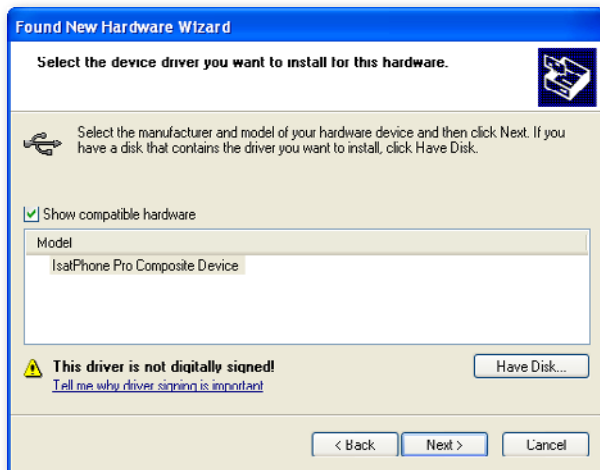 Found New Hardware Wizard
Select the device driver you want to install for this hardware.
Select the manufacturer and model of your hardware device and then click Next. If you
have a disk that contains the driver you want to install, click Have Disk.
Show compatible hardware
Model
IsatPhone Pro Composite Device
This driver is not digitally signed!
Have Disk...
Tell me why driver signing is important
< Back
Next >
Cancel